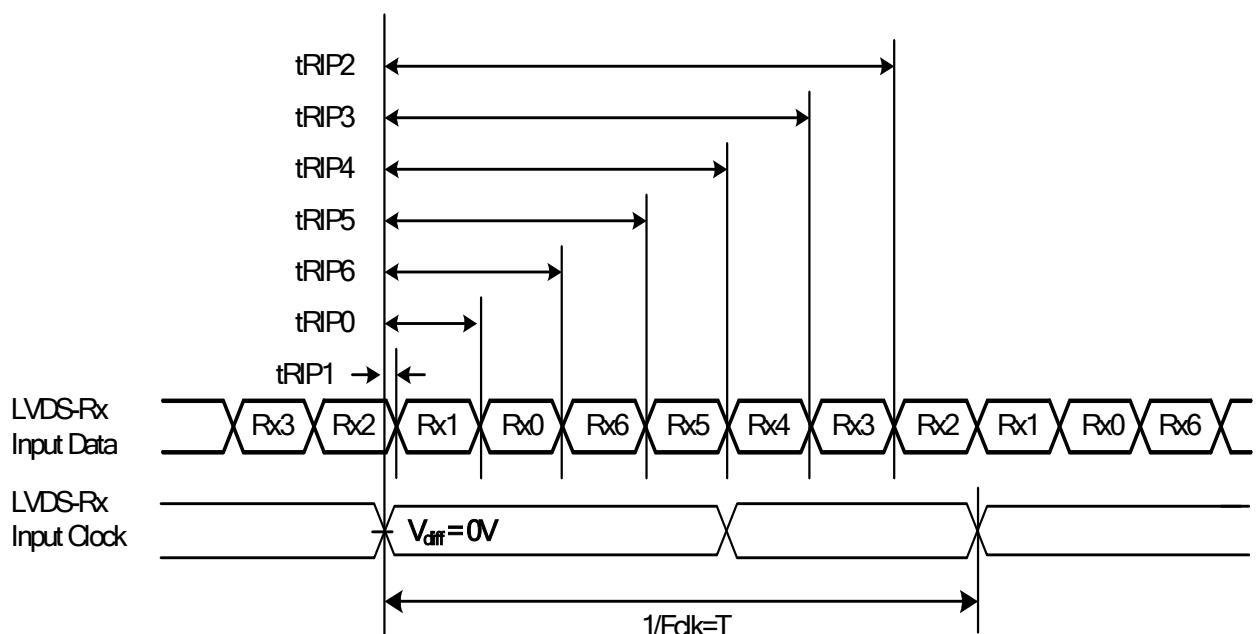 tRIP2
tRIP3
tRIP4
tRIP5
tRIP6
tRIP0
tRIP1
LVDS-Rx
Input Data
Rx3 Rx2 Rx1 Rx0 Rx6 Rx5 Rx4 Rx3 Rx2 Rx1 Rx0 Rx6
LVDS-Rx
Input Clock
Vdiff = 0V
1/Fclk=T